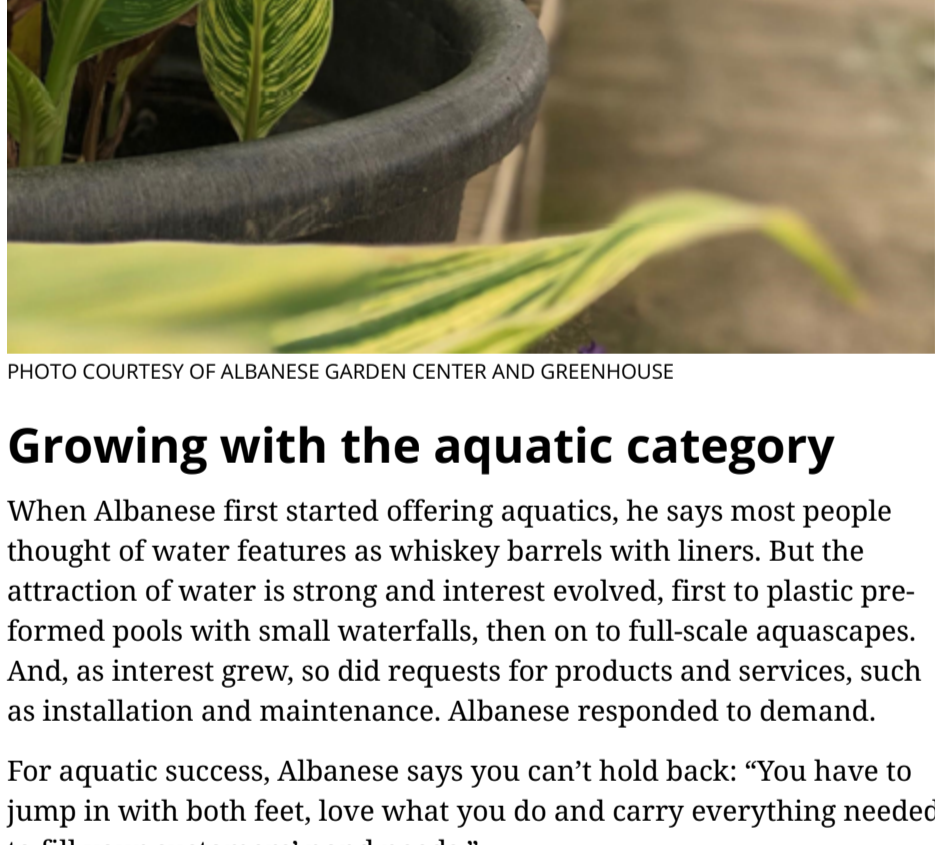 PHOTO COURTESY OF ALBANESE GARDEN CENTER AND GREENHOUSE
Growing with the aquatic category
When Albanese first started offering aquatics, he says most people
thought of water features as whiskey barrels with liners. But the
attraction of water is strong and interest evolved, first to plastic pre-
formed pools with small waterfalls, then on to full-scale aquascapes.
And, as interest grew, so did requests for products and services, such
as installation and maintenance. Albanese responded to demand.
For aquatic success, Albanese says you can’t hold back: “You have to
jump in with both feet, love what you do and carry everything needed